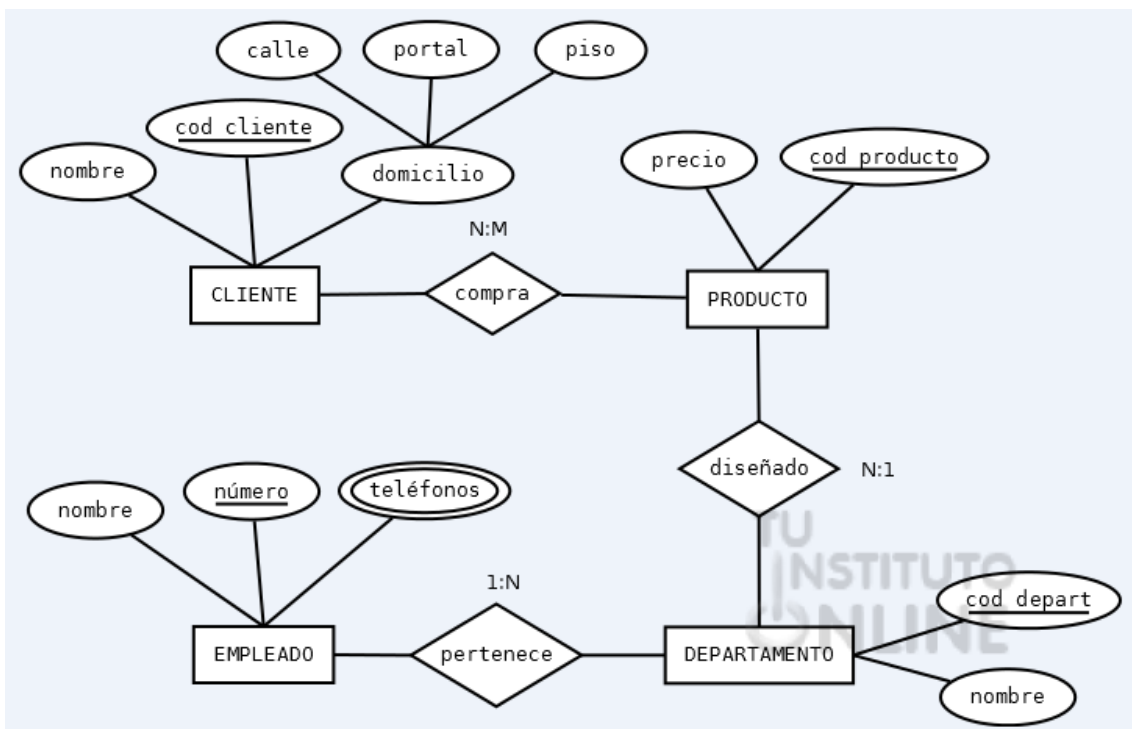 calle
portal
piso
cod cliente
nombre
domicilio
precio
cod producto
N:M
CLIENTE
compra
PRODUCTO
diseñado
N:1
nombre
número
teléfonos
TU
INSTITUTO
ONLINE
1:N
cod depart
EMPLEADO
pertenece
DEPARTAMENTO
nombre